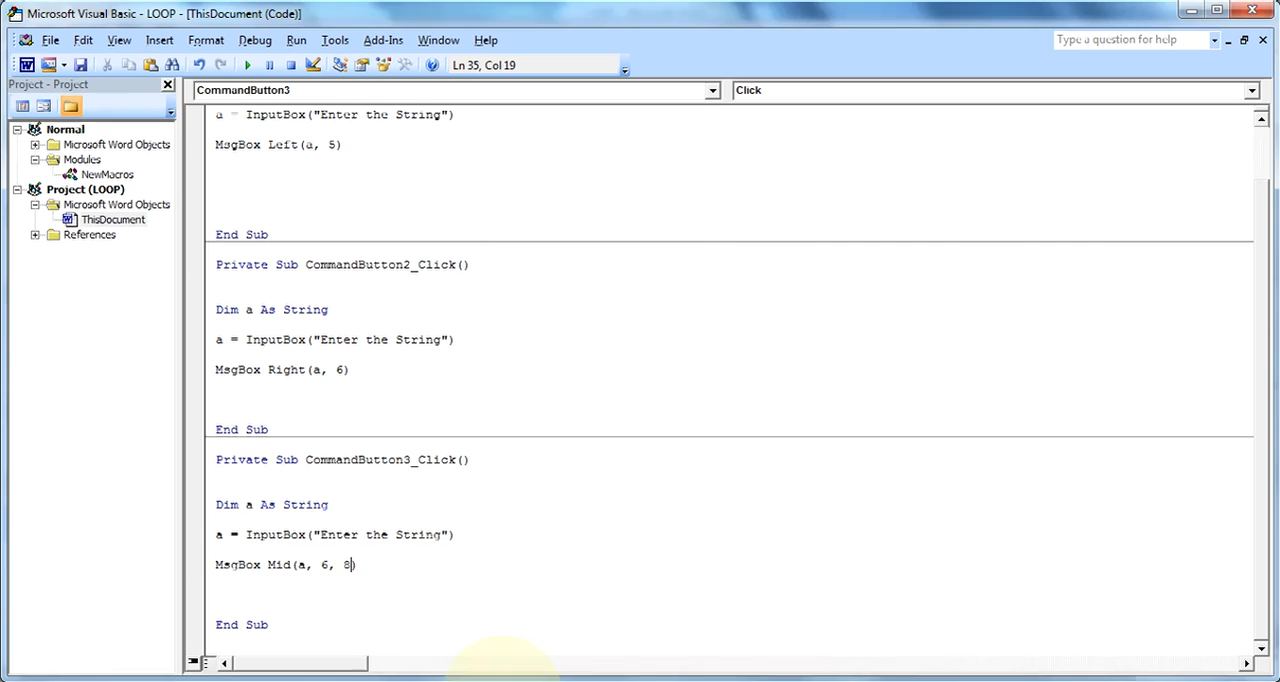 Microsoft Visual Basic - LOOP - [ThisDocument (Code)]
File Edit View Insert Format Debug Run Tools Add-Ins Window Help
Type a question for help
Ln 35, Col 19
Project - Project
CommandButton3
Click
Normal
Microsoft Word Objects
Modules
NewMacros
Project (LOOP)
Microsoft Word Objects
ThisDocument
References
a = InputBox("Enter the String")
MsgBox Left(a, 5)
End Sub
Private Sub CommandButton2_Click()
Dim a As String
a = InputBox("Enter the String")
MsgBox Right(a, 6)
End Sub
Private Sub CommandButton3_Click()
Dim a As String
a = InputBox("Enter the String")
MsgBox Mid(a, 6, 8)
End Sub